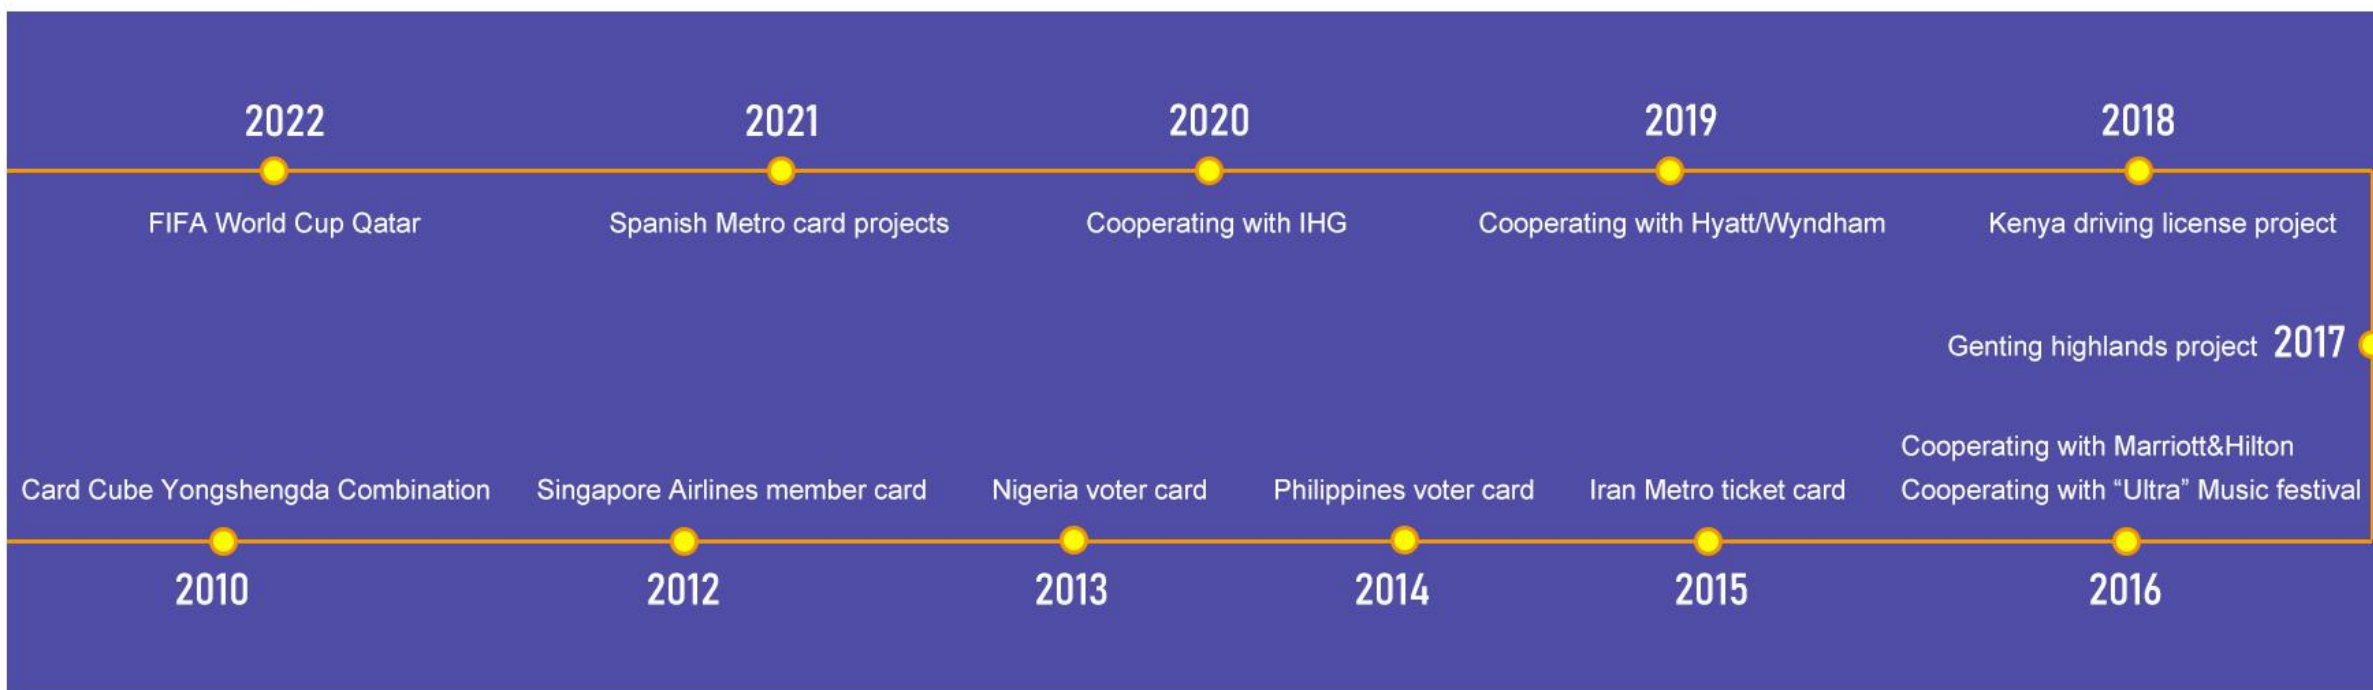 2022
2021
2020
2019
2018
FIFA World Cup Qatar
Spanish Metro card projects
Cooperating with IHG
Cooperating with Hyatt/Wyndham
Kenya driving license project
Genting highlands project 2017
Cooperating with Marriott&Hilton
Cooperating with “Ultra” Music festival
Card Cube Yongshengda Combination
Singapore Airlines member card
Nigeria voter card
Philippines voter card
Iran Metro ticket card
2010
2012
2013
2014
2015
2016